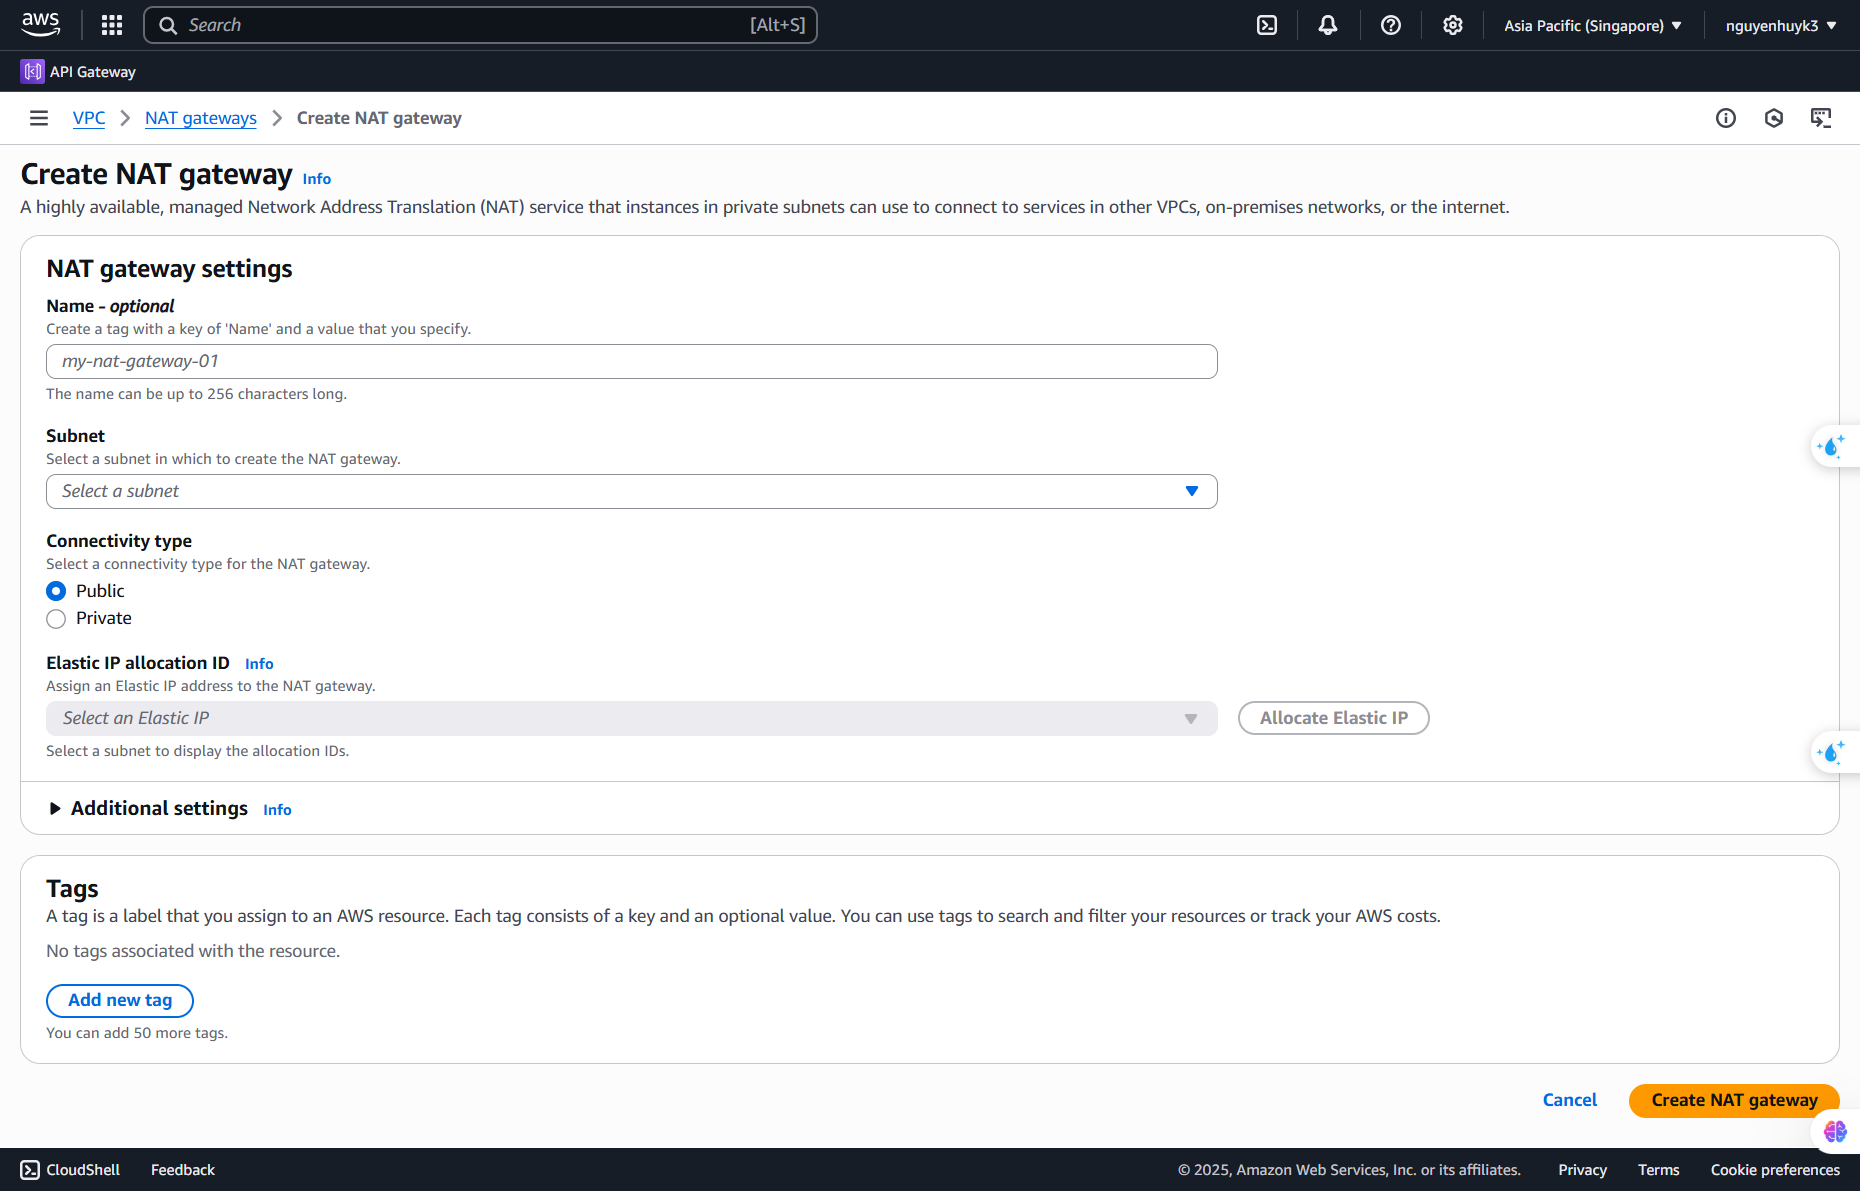 aws
Search [Alt+S]
Asia Pacific (Singapore)
nguyenhuyk3
API Gateway
VPC
NAT gateways
Create NAT gateway
Create NAT gateway Info
A highly available, managed Network Address Translation (NAT) service that instances in private subnets can use to connect to services in other VPCs, on-premises networks, or the internet.
NAT gateway settings
Name - optional
Create a tag with a key of 'Name' and a value that you specify.
my-nat-gateway-01
The name can be up to 256 characters long.
Subnet
Select a subnet in which to create the NAT gateway.
Select a subnet
Connectivity type
Select a connectivity type for the NAT gateway.
Public
Private
Elastic IP allocation ID Info
Assign an Elastic IP address to the NAT gateway.
Select an Elastic IP
Allocate Elastic IP
Select a subnet to display the allocation IDs.
Additional settings Info
Tags
A tag is a label that you assign to an AWS resource. Each tag consists of a key and an optional value. You can use tags to search and filter your resources or track your AWS costs.
No tags associated with the resource.
Add new tag
You can add 50 more tags.
Cancel
Create NAT gateway
CloudShell
Feedback
© 2025, Amazon Web Services, Inc. or its affiliates.
Privacy
Terms
Cookie preferences